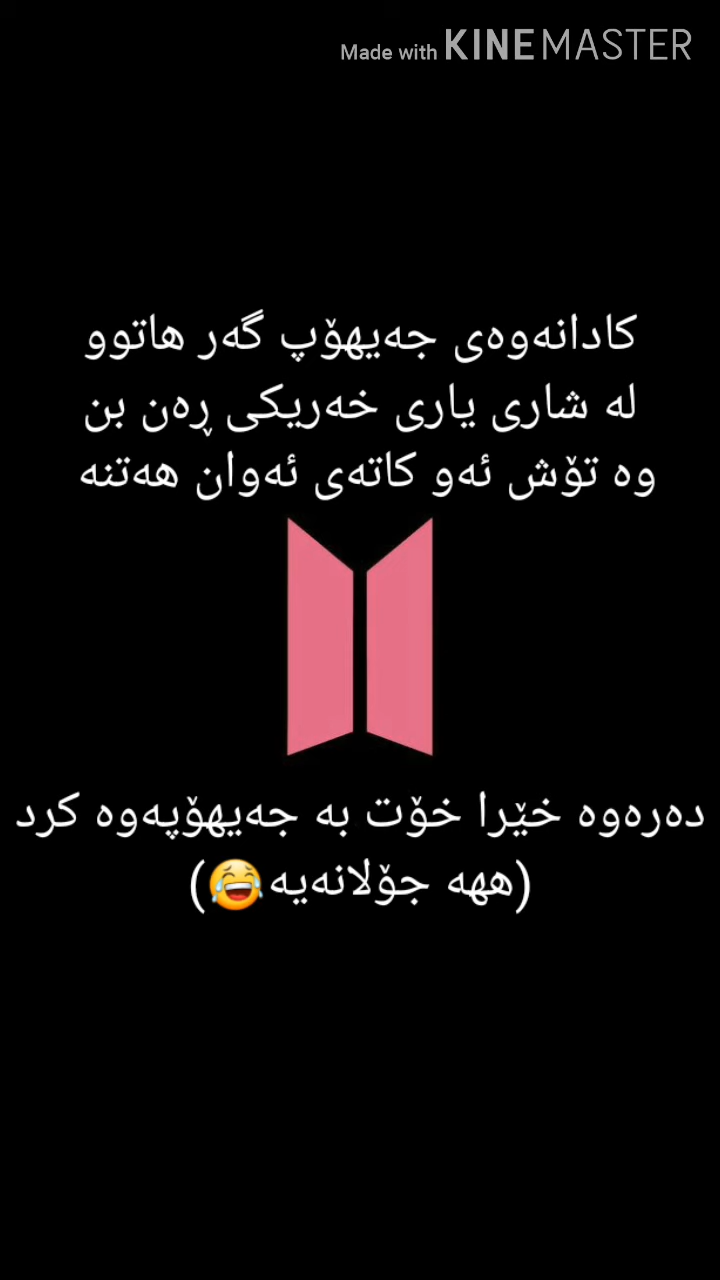 Made with KINEMASTER
کادانەوەی جەیهۆپ گەر هاتوو
لە شاری یاری خەریکی ڕەن بن
وە تۆش ئەو کاتەی ئەوان هەتنە
دەرەوە خێرا خۆت بە جەیهۆپەوە کرد
(هه‌ه جۆلانەیە😂)